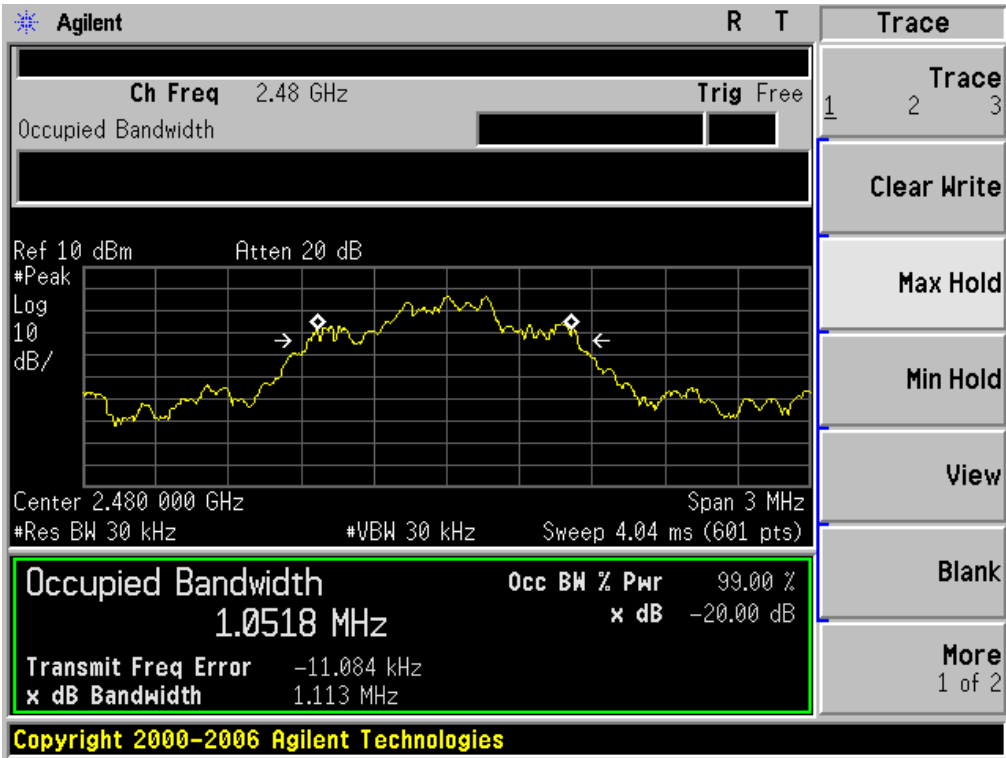 Agilent R T
Trace
Ch Freq 2.48 GHz Trig Free
Occupied Bandwidth
Ref 10 dBm Atten 20 dB
#Peak
Log
10
dB/
Center 2.480 000 GHz Span 3 MHz
#Res BW 30 kHz #VBW 30 kHz Sweep 4.04 ms (601 pts)
Occupied Bandwidth
1.0518 MHz
Occ BW % Pwr 99.00 %
x dB -20.00 dB
Transmit Freq Error -11.084 kHz
x dB Bandwidth 1.113 MHz
Copyright 2000-2006 Agilent Technologies
Trace
1 2 3
Clear Write
Max Hold
Min Hold
View
Blank
More
1 of 2